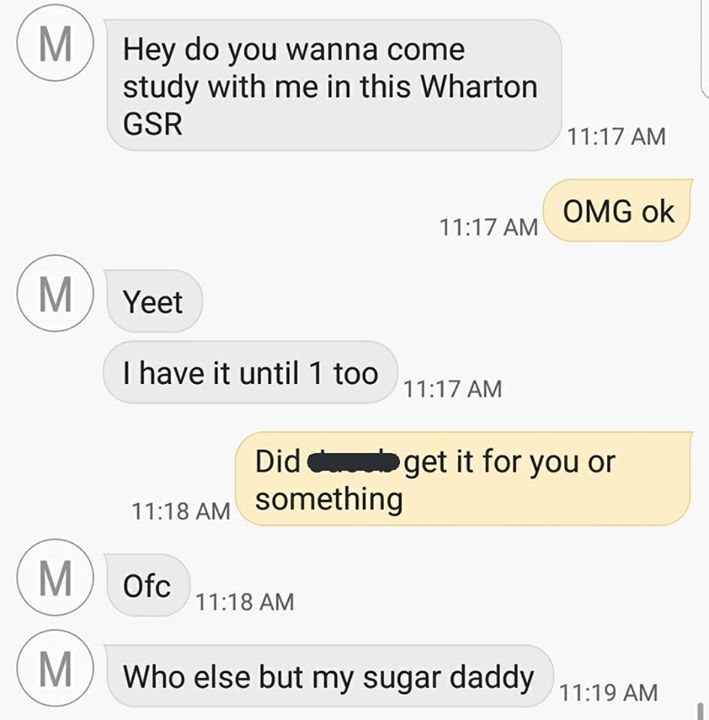 M
Hey do you wanna come
study with me in this Wharton
GSR
11:17 AM
OMG ok
11:17 AM
M
Yeet
I have it until 1 too
11:17 AM
Did get it for you or
something
11:18 AM
M
Ofc
11:18 AM
M
Who else but my sugar daddy
11:19 AM